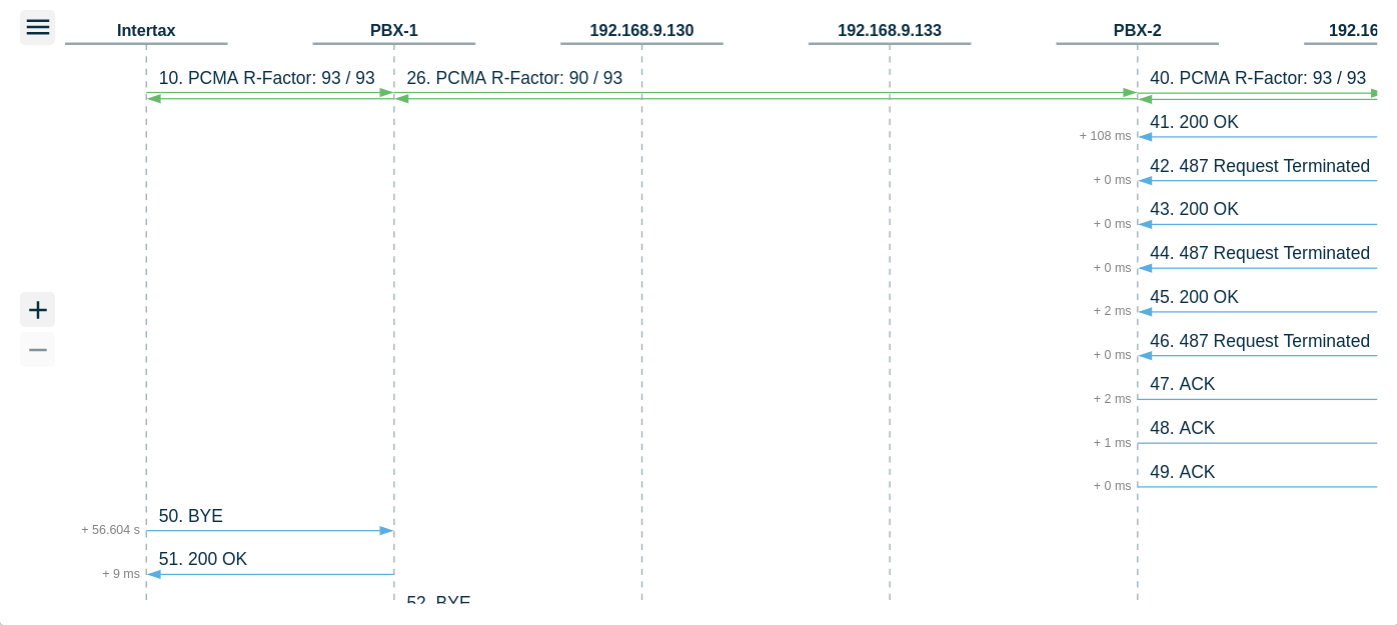 Intertax PBX-1 192.168.9.130 192.168.9.133 PBX-2 192.16
10. PCMA R-Factor: 93 / 93 26. PCMA R-Factor: 90 / 93 40. PCMA R-Factor: 93 / 93
41. 200 OK
+ 108 ms
42. 487 Request Terminated
+ 0 ms
43. 200 OK
+ 0 ms
44. 487 Request Terminated
+ 0 ms
45. 200 OK
+ 2 ms
46. 487 Request Terminated
+ 0 ms
47. ACK
+ 2 ms
48. ACK
+ 1 ms
49. ACK
+ 0 ms
50. BYE
+ 56.604 s
51. 200 OK
+ 9 ms
52. BYE